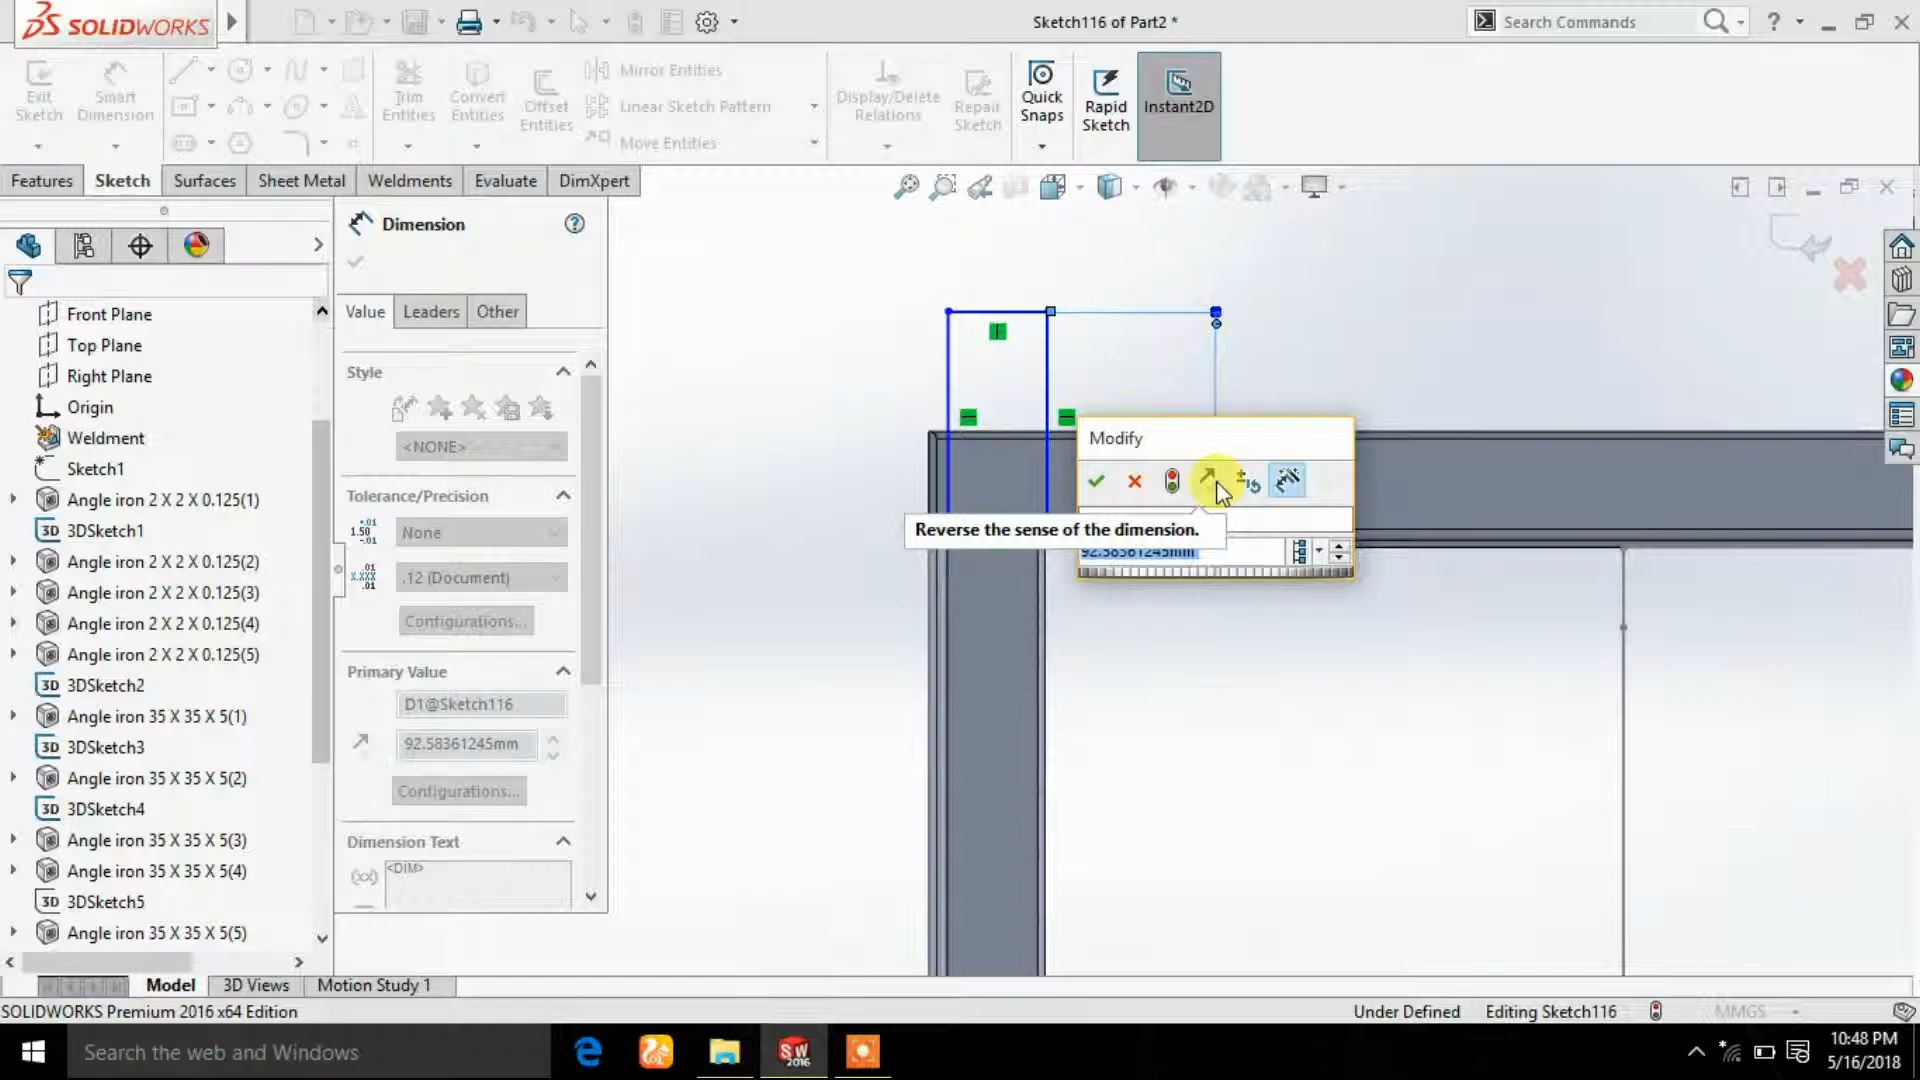 SOLIDWORKS
Sketch116 of Part2 *
Search Commands
Exit Sketch
Smart Dimension
Trim Entities
Convert Entities
Offset Entities
Mirror Entities
Linear Sketch Pattern
Move Entities
Display/Delete Relations
Repair Sketch
Quick Snaps
Rapid Sketch
Instant2D
Features
Sketch
Surfaces
Sheet Metal
Weldments
Evaluate
DimXpert
Front Plane
Top Plane
Right Plane
Origin
Weldment
Sketch1
Angle iron 2 X 2 X 0.125(1)
3D 3DSketch1
Angle iron 2 X 2 X 0.125(2)
Angle iron 2 X 2 X 0.125(3)
Angle iron 2 X 2 X 0.125(4)
Angle iron 2 X 2 X 0.125(5)
3D 3DSketch2
Angle iron 35 X 35 X 5(1)
3D 3DSketch3
Angle iron 35 X 35 X 5(2)
3D 3DSketch4
Angle iron 35 X 35 X 5(3)
Angle iron 35 X 35 X 5(4)
3D 3DSketch5
Angle iron 35 X 35 X 5(5)
Dimension
Value
Leaders
Other
Style
<NONE>
Tolerance/Precision
None
.12 (Document)
Configurations...
Primary Value
D1@Sketch116
92.58361245mm
Configurations...
Dimension Text
<DIM>
Modify
Reverse the sense of the dimension.
92.58361245mm
Model
3D Views
Motion Study 1
SOLIDWORKS Premium 2016 x64 Edition
Under Defined
Editing Sketch116
MMGS
Search the web and Windows
SW 2016
10:48 PM
5/16/2018